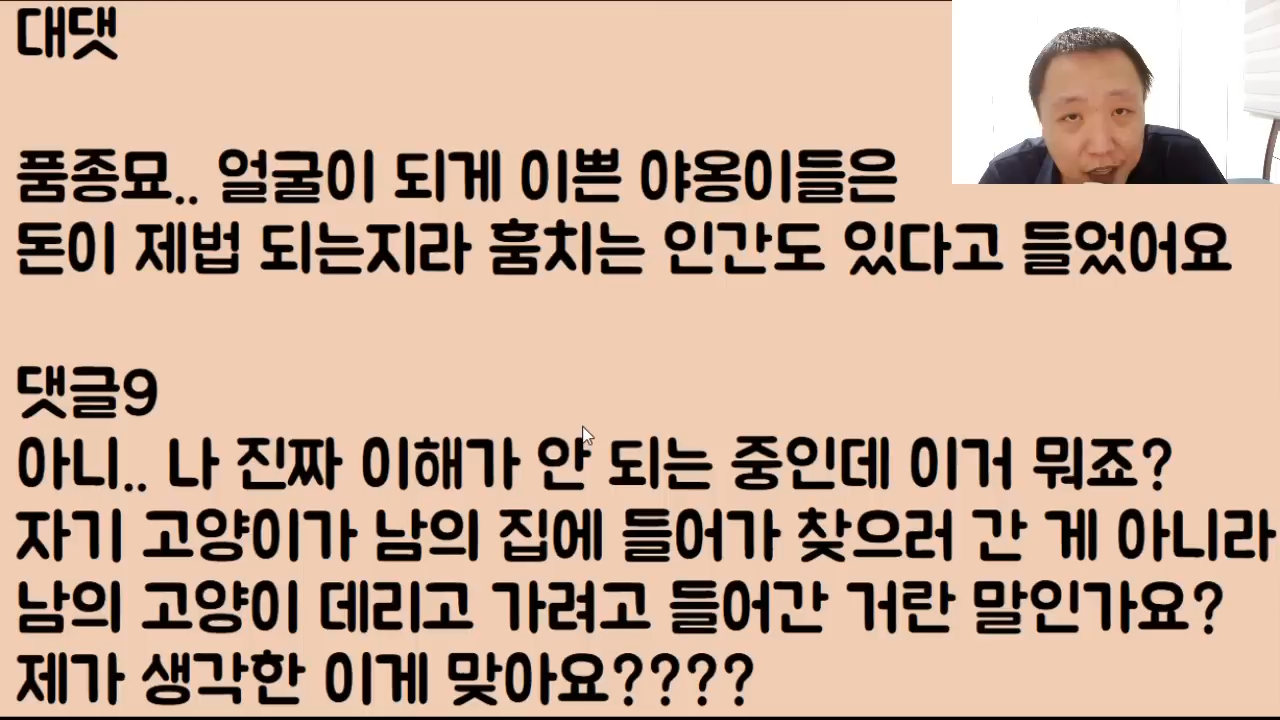 대댓
품종묘.. 얼굴이 되게 이쁜 야옹이들은
돈이 제법 되는지라 훔치는 인간도 있다고 들었어요
댓글9
아니.. 나 진짜 이해가 안 되는 중인데 이거 뭐죠?
자기 고양이가 남의 집에 들어가 찾으러 간 게 아니라
남의 고양이 데리고 가려고 들어간 거란 말인가요?
제가 생각한 이게 맞아요????